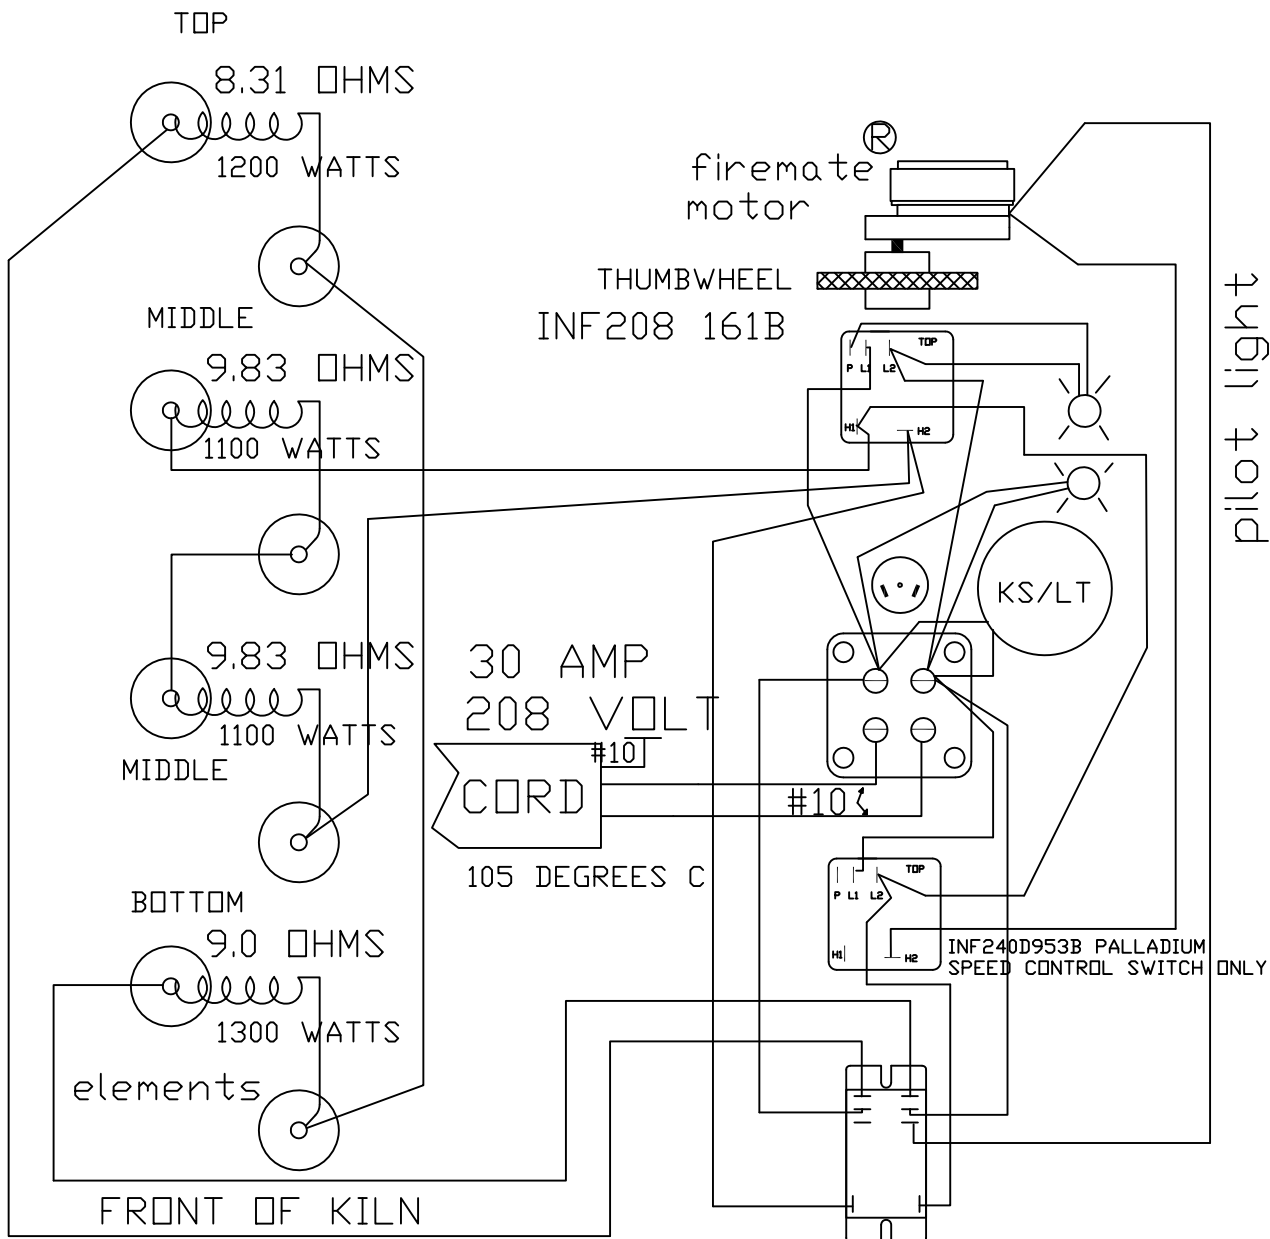 TOP
8.31 OHMS
1200 WATTS
®
firemate
motor
THUMBWHEEL
INF208 161B
MIDDLE
9.83 OHMS
1100 WATTS
TOP
P L1 L2
H1
H2
pilot light
KS/LT
9.83 OHMS
1100 WATTS
MIDDLE
30 AMP
208 VOLT
#10
CORD
#10
105 DEGREES C
TOP
P L1 L2
H1
H2
INF240D953B PALLADIUM
SPEED CONTROL SWITCH ONLY
BOTTOM
9.0 OHMS
1300 WATTS
elements
FRONT OF KILN